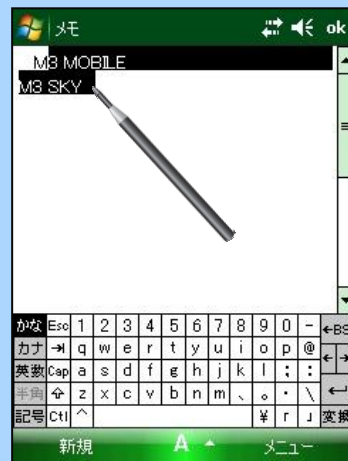 メモ ok
M3 MOBILE
M3 SKY
かな Esc 1 2 3 4 5 6 7 8 9 0 - ←BS
カナ →| q w e r t y u i o p @ ← →
英数 Cap a s d f g h j k l ; :
半角 z x c v b n m 、 。 ・ \ ↵
記号 Ctl ^ ¥ 「 」 変換
新規 A メニュー